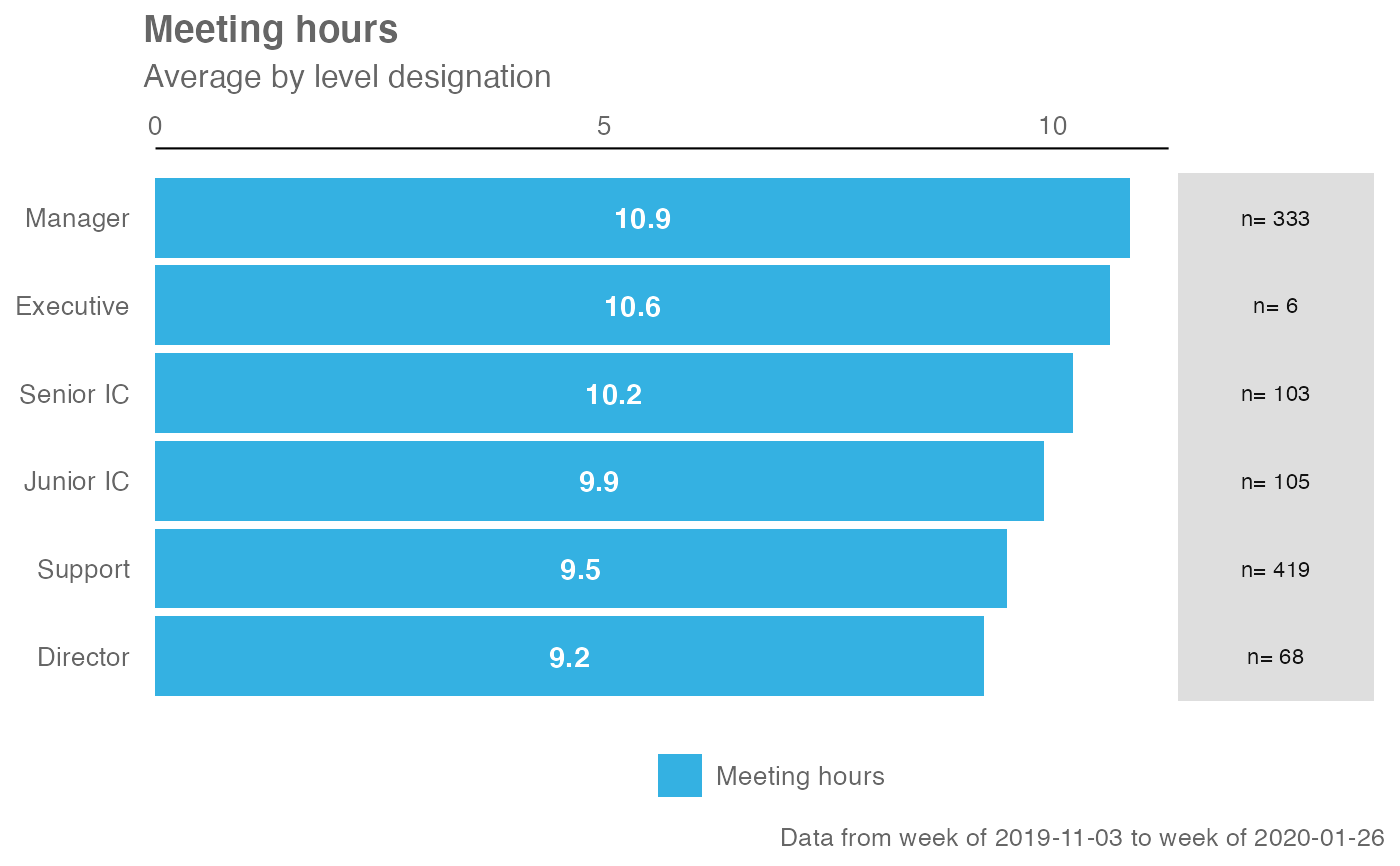 Meeting hours
Average by level designation
0 5 10
Manager 10.9 n= 333
Executive 10.6 n= 6
Senior IC 10.2 n= 103
Junior IC 9.9 n= 105
Support 9.5 n= 419
Director 9.2 n= 68
Meeting hours
Data from week of 2019-11-03 to week of 2020-01-26